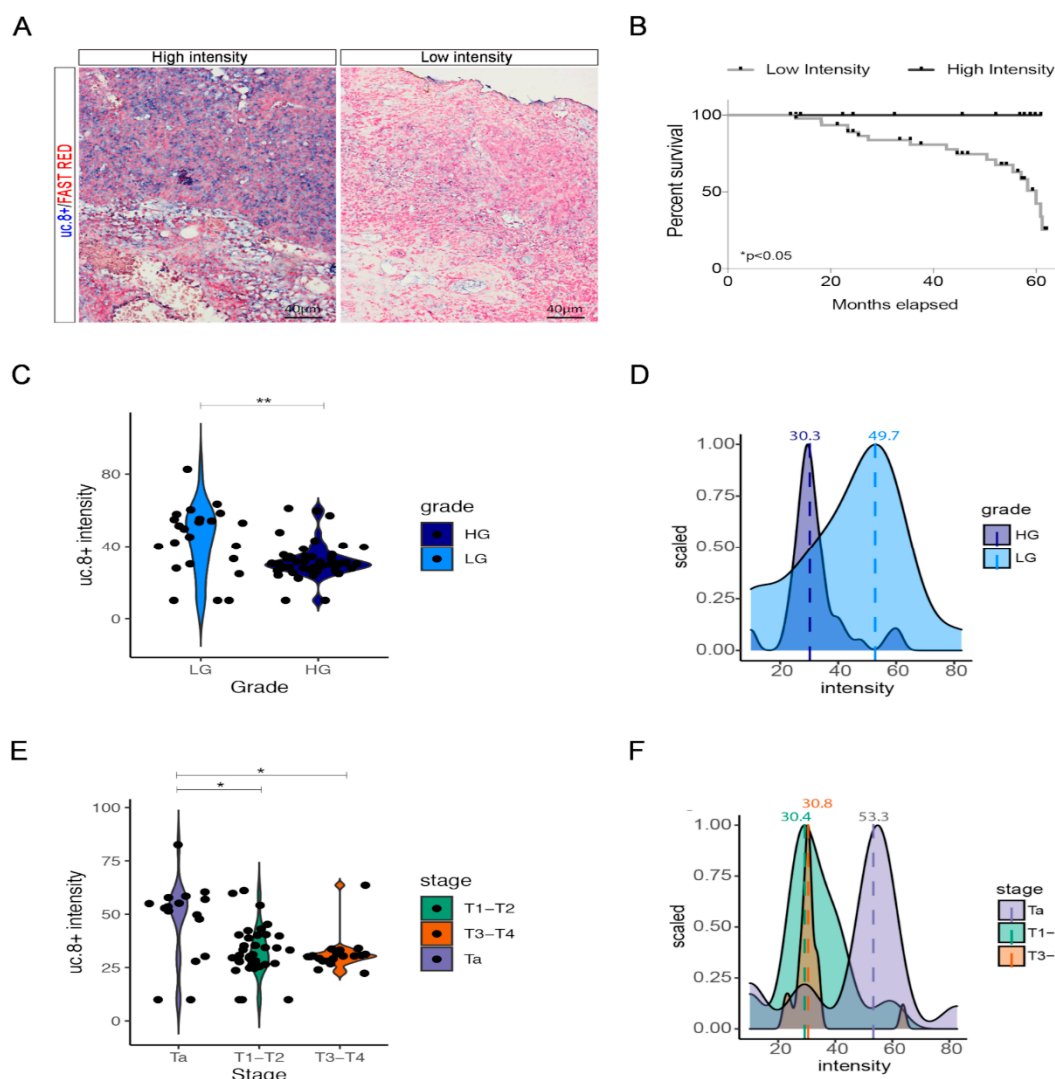 A
High intensity
Low intensity
uc.8+/FAST RED
40µm
40µm
B
Low Intensity
High Intensity
Percent survival
100
50
0
*p<0.05
0
20
40
60
Months elapsed
C
**
uc.8+ intensity
80
40
0
LG
HG
Grade
grade
HG
LG
D
30.3
49.7
scaled
1.00
0.75
0.50
0.25
0.00
20
40
60
80
intensity
grade
HG
LG
E
*
*
uc.8+ intensity
100
75
50
25
0
Ta
T1–T2
T3–T4
Stage
stage
T1–T2
T3–T4
Ta
F
30.8
30.4
53.3
scaled
1.00
0.75
0.50
0.25
0.00
20
40
60
80
intensity
stage
Ta
T1–
T3–